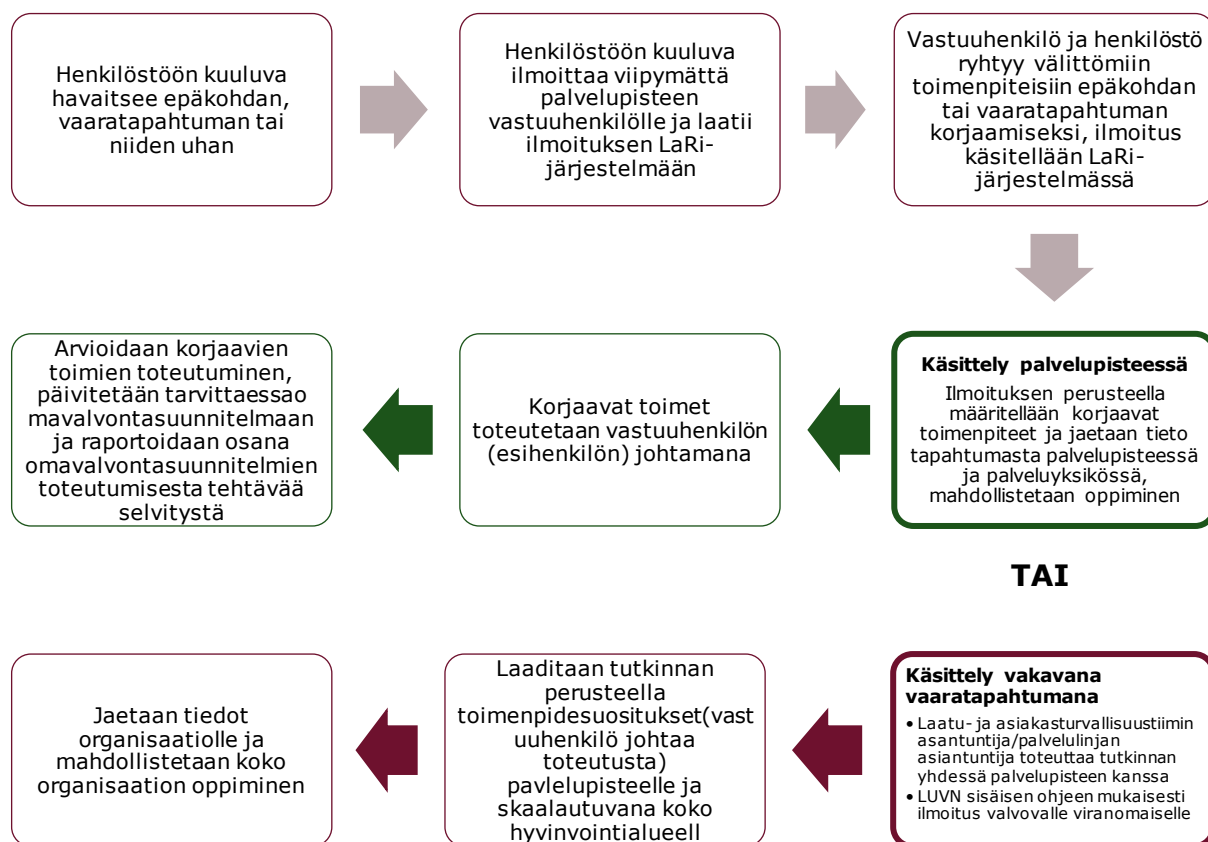 Henkilöstöön kuuluva
havaitsee epäkohdan,
vaaratapahtuman tai
niiden uhan
Henkilöstöön kuuluva
ilmoittaa viipymättä
palvelupisteen
vastuuhenkilölle ja laatii
ilmoituksen LaRi-
järjestelmään
Vastuuhenkilö ja henkilöstö
ryhtyy välittömiin
toimenpiteisiin epäkohdan
tai vaaratapahtuman
korjaamiseksi, ilmoitus
käsitellään LaRi-
järjestelmässä
Käsittely palvelupisteessä
Ilmoituksen perusteella
määritellään korjaavat
toimenpiteet ja jaetaan tieto
tapahtumasta palvelupisteessä
ja palveluyksikössä,
mahdollistetaan oppiminen
Korjaavat toimet
toteutetaan vastuuhenkilön
(esihenkilön) johtamana
Arvioidaan korjaavien
toimien toteutuminen,
päivitetään tarvittaessao
mavalvontasuunnitelmaan
ja raportoidaan osana
omavalvontasuunnitelmien
toteutumisesta tehtävää
selvitystä
TAI
Käsittely vakavana
vaaratapahtumana
• Laatu- ja asiakasturvallisuustiimin
asantuntija/palvelulinjan
asiantuntija toteuttaa tutkinnan
yhdessä palvelupisteen kanssa
• LUVN sisäisen ohjeen mukaisesti
ilmoitus valvovalle viranomaiselle
Laaditaan tutkinnan
perusteella
toimenpidesuositukset(vast
uuhenkilö johtaa
toteutusta)
pavlelupisteelle ja
skaalautuvana koko
hyvinvointialueell
Jaetaan tiedot
organisaatiolle ja
mahdollistetaan koko
organisaation oppiminen